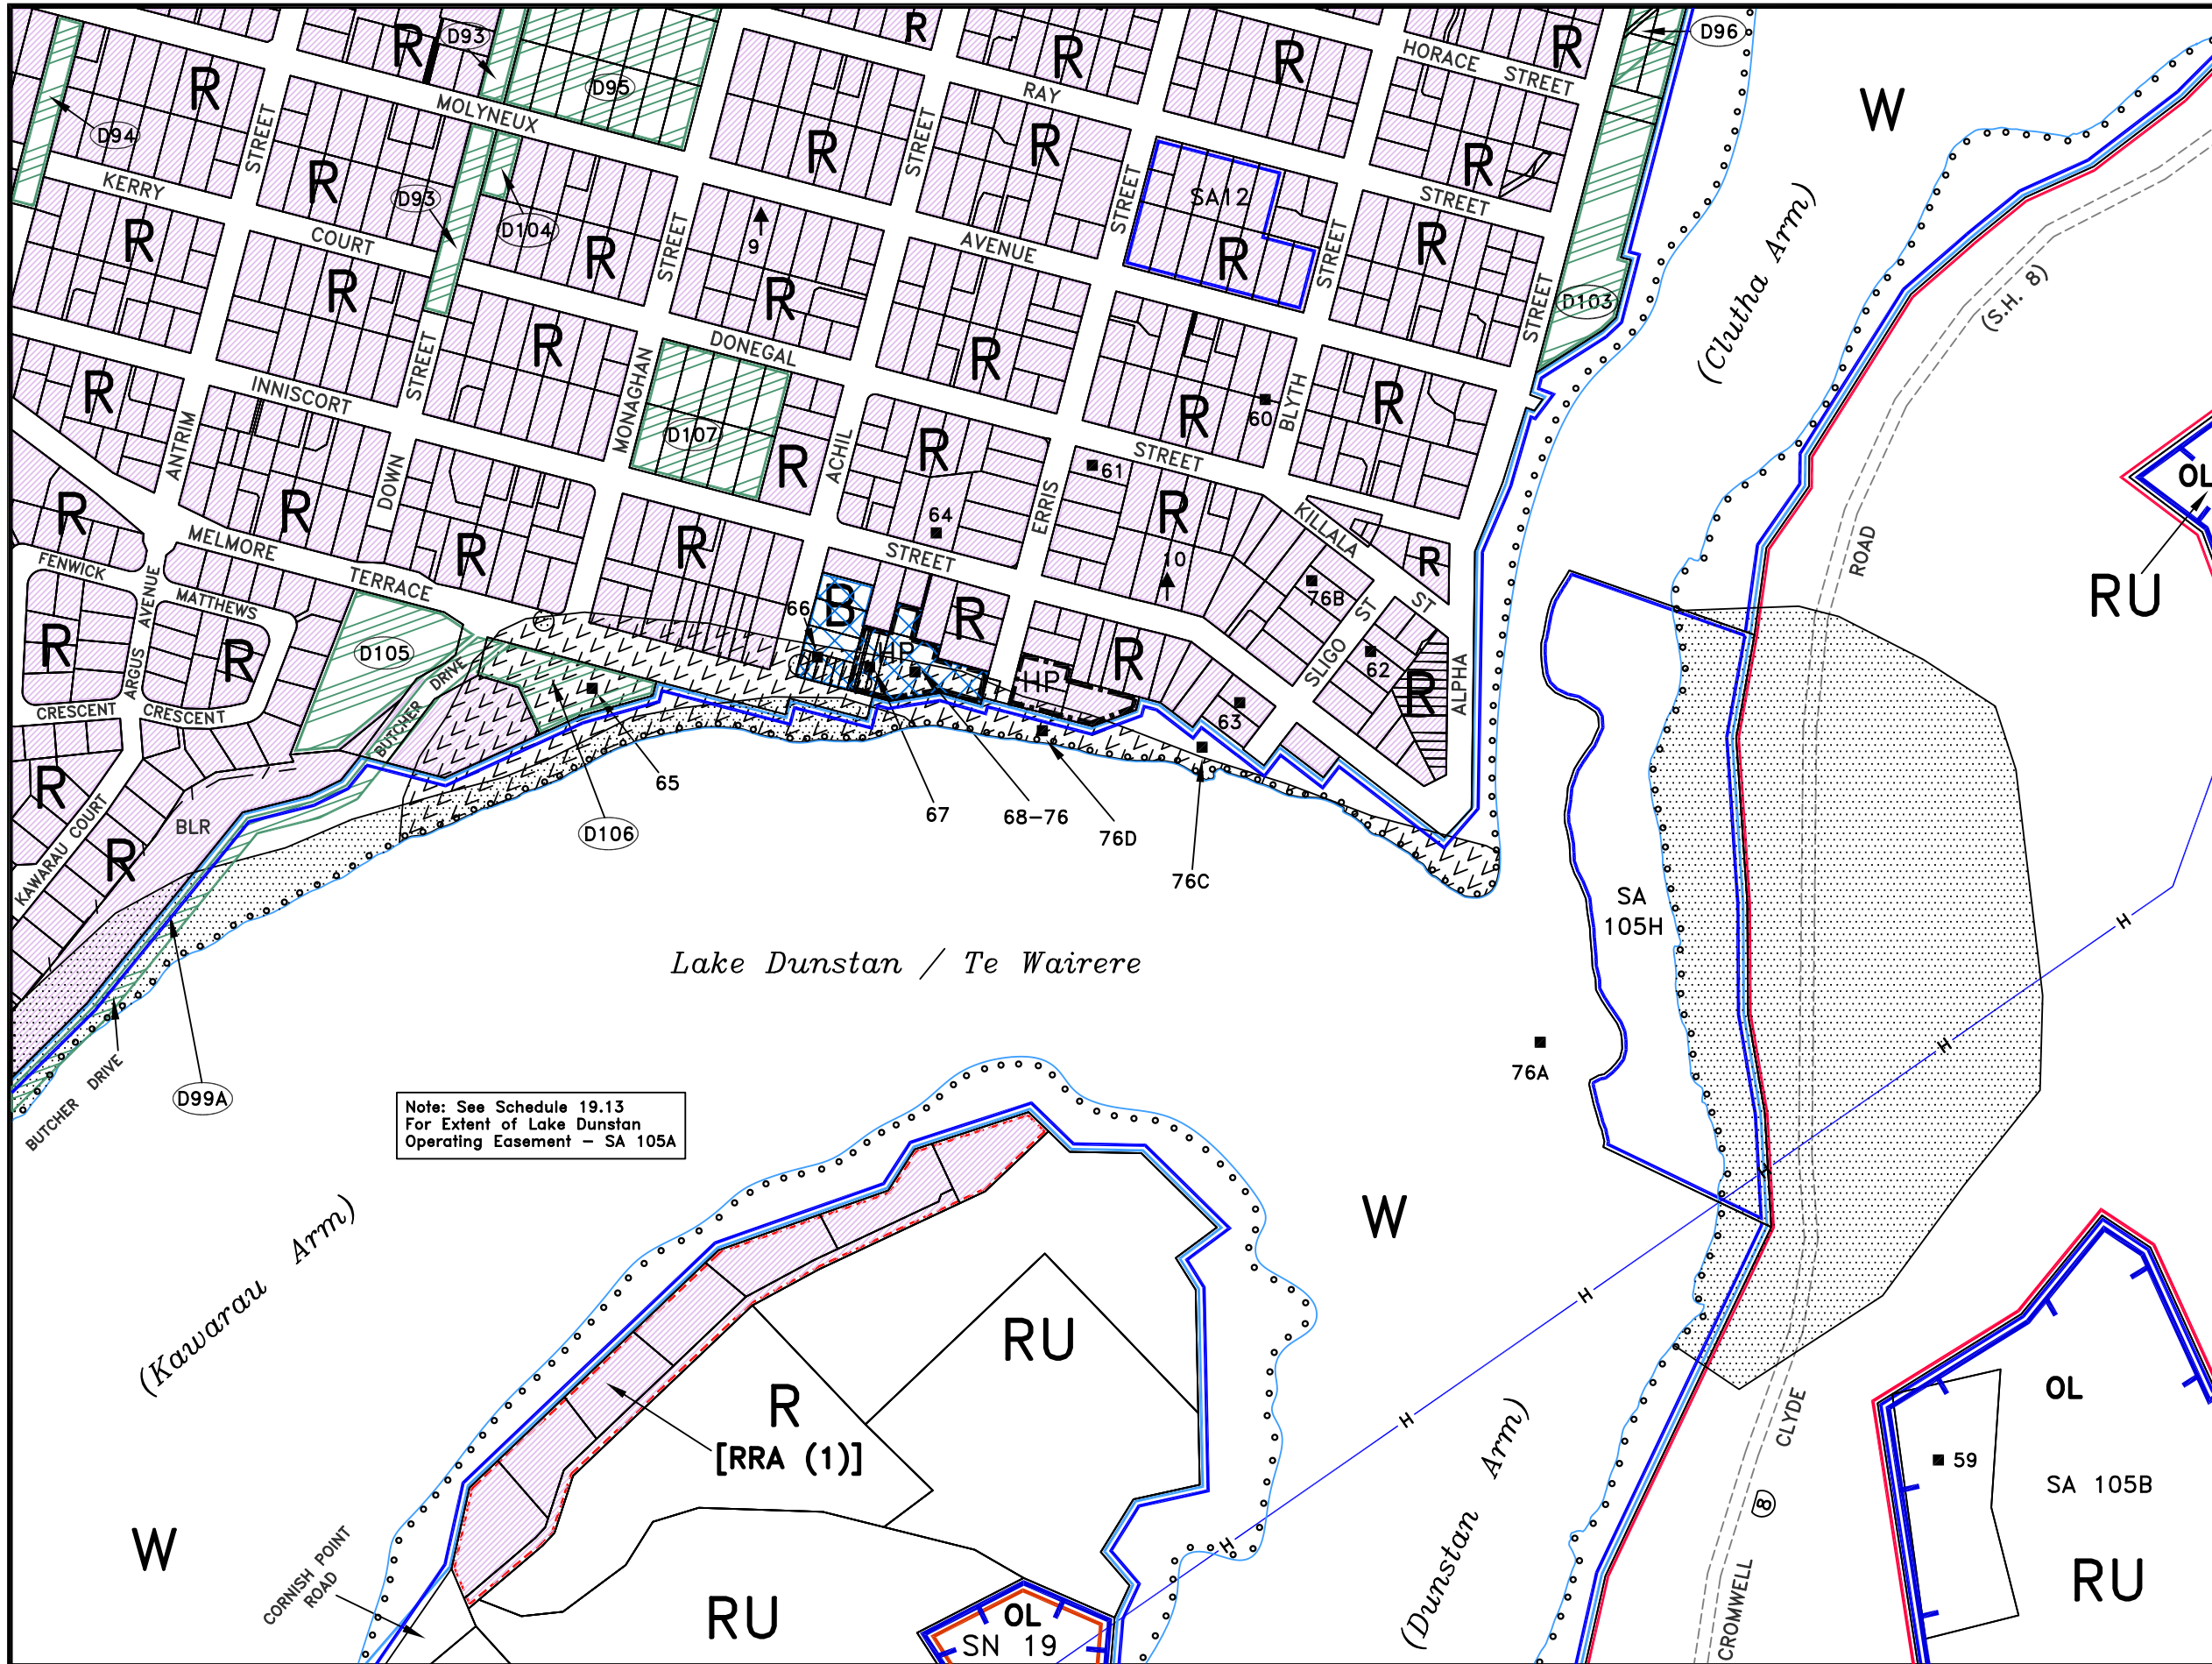 R
D93
D95
R
R
R
HORACE STREET
R
D96
W
R
D94
STREET
MOLYNEUX
RAY
R
R
STREET
R
KERRY
D93
R
D104
R
STREET
SA12
R
STREET
R
(Clutha Arm)
R
COURT
STREET
9
R
AVENUE
STREET
R
D103
(S.H. 8)
R
R
DONEGAL
R
STREET
R
INNISCORT
STREET
MONAGHAN
D107
R
ACHIL
R
60
BLYTH
R
R
ANTRIM
DOWN
61
STREET
OL
R
R
R
R
64
ERRIS
R
KILLALA
ST
R
ROAD
RU
MELMORE
TERRACE
FENWICK
AVENUE
MATTHEWS
STREET
10
76B
66
B
R
R
R
ARGUS
D105
DRIVE
HP
HP
R
SLIGO ST
62
R
ALPHA
CRESCENT
CRESCENT
BUTCHER
63
R
BLR
65
D106
67
68-76
76D
76C
KAWARAU COURT
R
SA
105H
H
Lake Dunstan / Te Wairere
76A
H
BUTCHER DRIVE
D99A
Note: See Schedule 19.13
For Extent of Lake Dunstan
Operating Easement - SA 105A
H
(Kawarau Arm)
W
H
RU
R
[RRA (1)]
H
OL
CLYDE
59
SA 105B
8
(Dunstan Arm)
W
H
CORNISH POINT
ROAD
RU
OL
SN 19
CROMWELL
RU